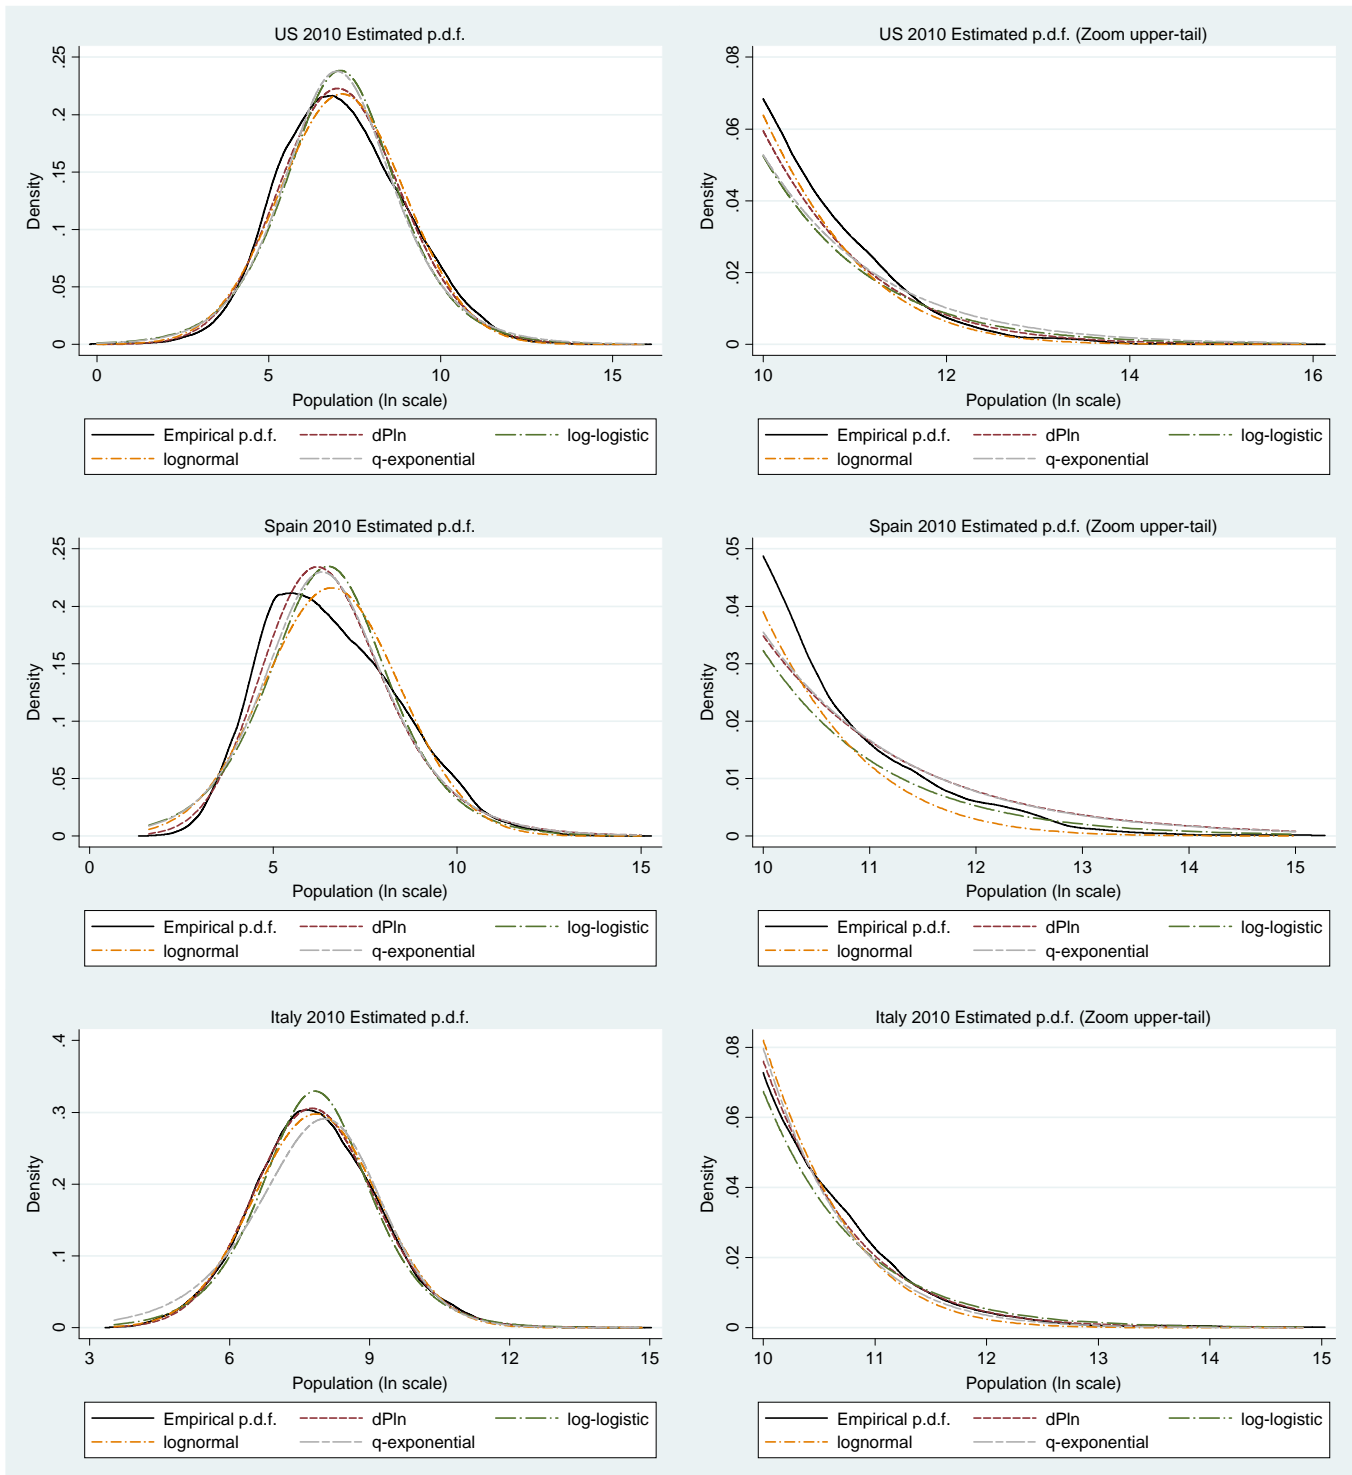 US 2010 Estimated p.d.f.
Density
0 .05 .1 .15 .2 .25
0 5 10 15
Population (ln scale)
Empirical p.d.f. dPln log-logistic
lognormal q-exponential
US 2010 Estimated p.d.f. (Zoom upper-tail)
Density
0 .02 .04 .06 .08
10 12 14 16
Population (ln scale)
Empirical p.d.f. dPln log-logistic
lognormal q-exponential
Spain 2010 Estimated p.d.f.
Density
0 .05 .1 .15 .2 .25
0 5 10 15
Population (ln scale)
Empirical p.d.f. dPln log-logistic
lognormal q-exponential
Spain 2010 Estimated p.d.f. (Zoom upper-tail)
Density
0 .01 .02 .03 .04 .05
10 11 12 13 14 15
Population (ln scale)
Empirical p.d.f. dPln log-logistic
lognormal q-exponential
Italy 2010 Estimated p.d.f.
Density
0 .1 .2 .3 .4
3 6 9 12 15
Population (ln scale)
Empirical p.d.f. dPln log-logistic
lognormal q-exponential
Italy 2010 Estimated p.d.f. (Zoom upper-tail)
Density
0 .02 .04 .06 .08
10 11 12 13 14 15
Population (ln scale)
Empirical p.d.f. dPln log-logistic
lognormal q-exponential